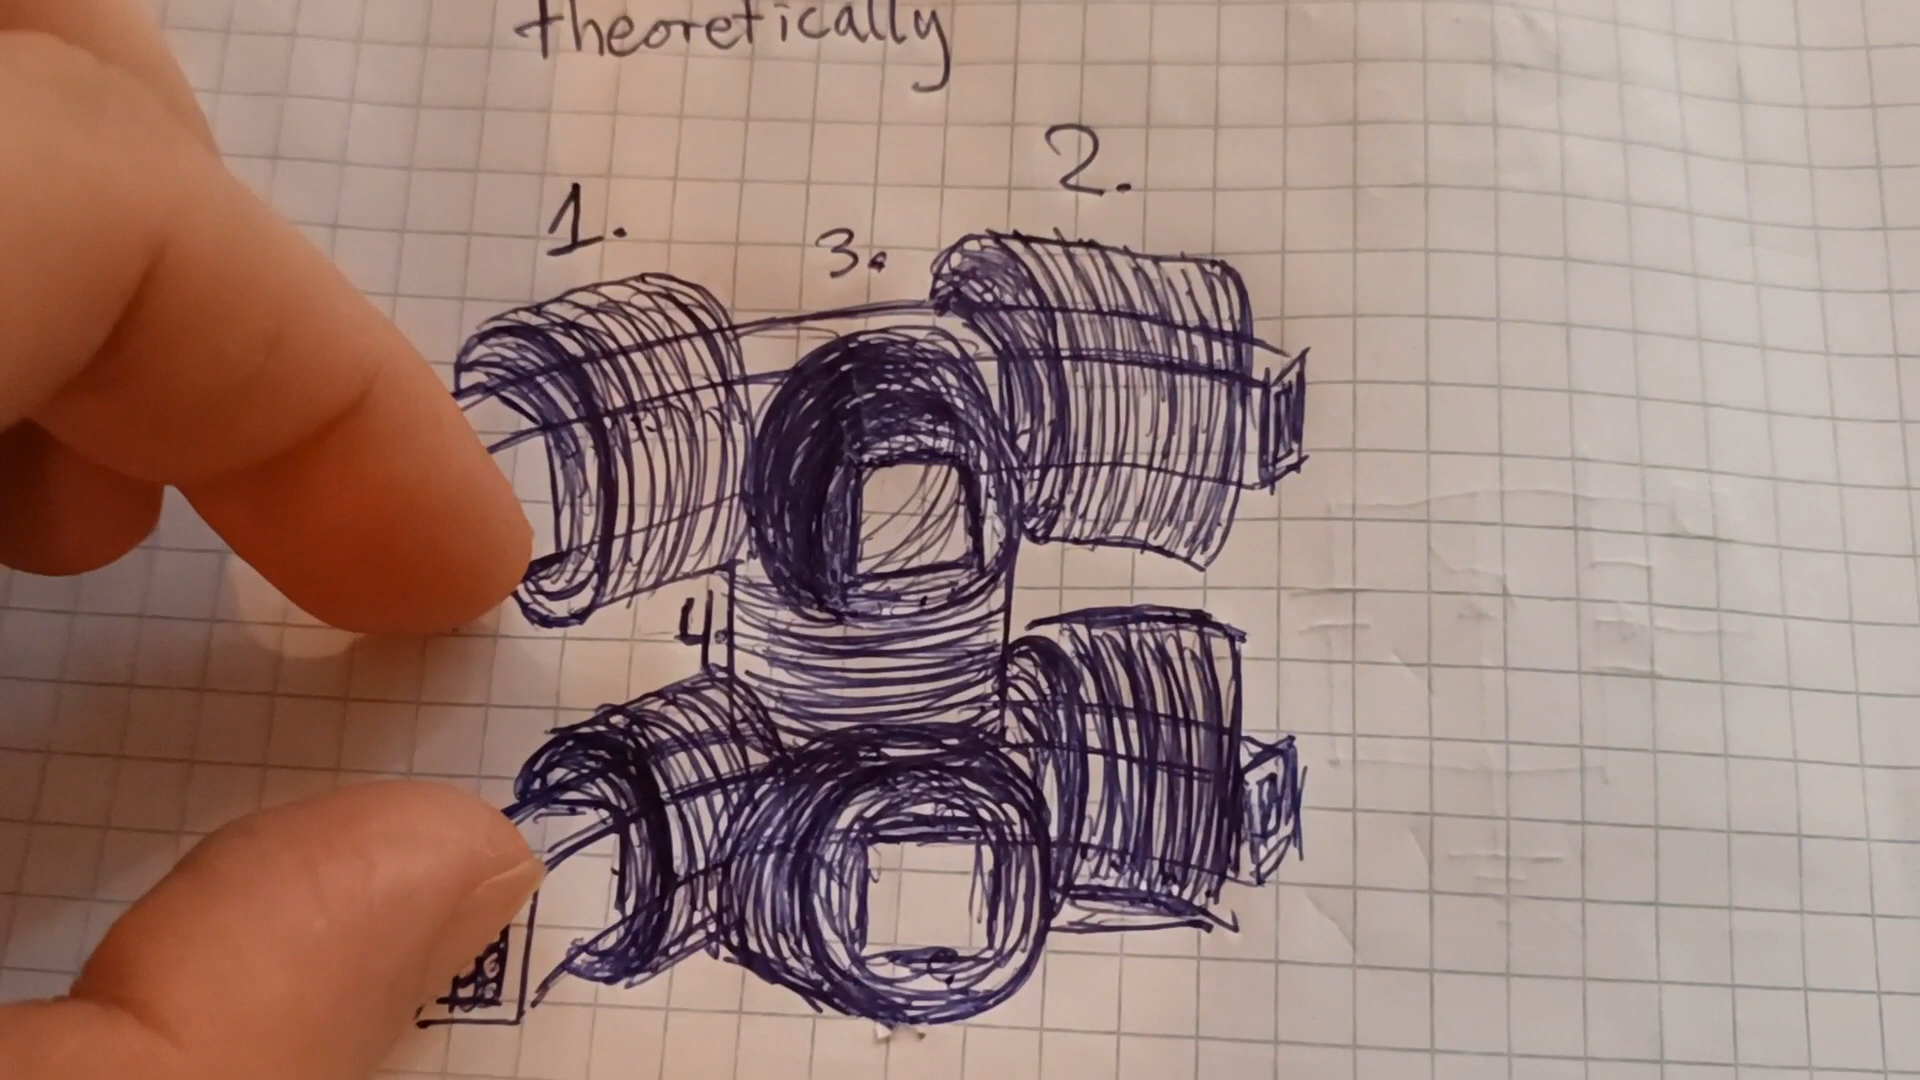 theoretically
2.
1.
3.
4.